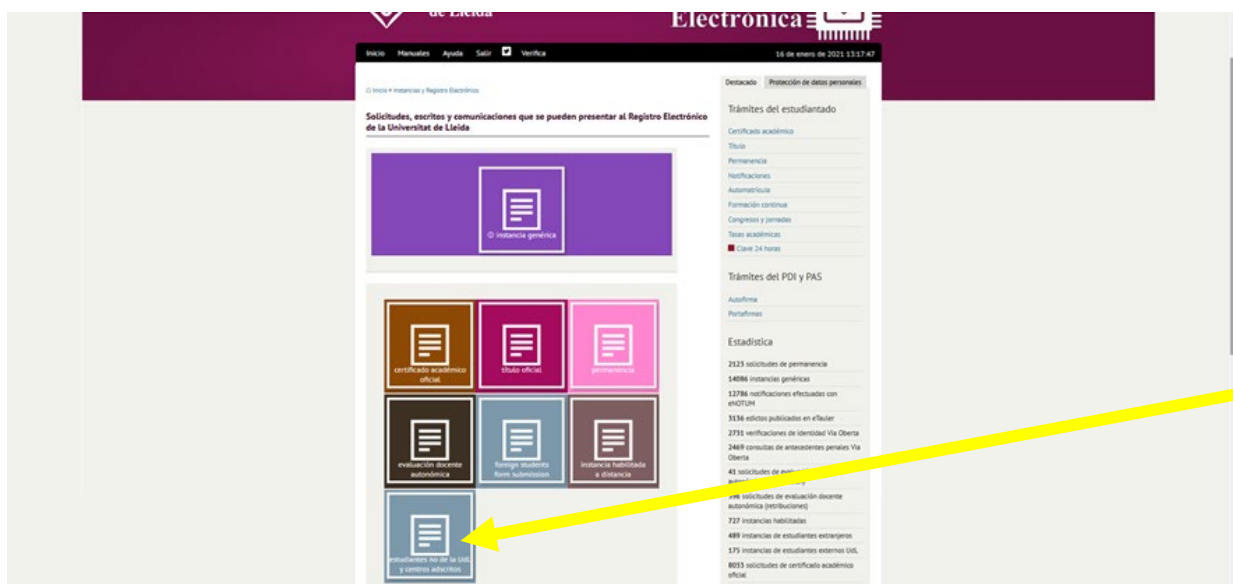 de Lleida
Electrónica
Inicio Manuales Ayuda Salir Verifica
16 de enero de 2021 13:17:47
Inicio » Instancias y Registro Electrónico
Solicitudes, escritos y comunicaciones que se pueden presentar al Registro Electrónico
de la Universitat de Lleida
instancia genérica
certificado académico
oficial
título oficial
permanencia
evaluación docente
autonómica
foreign students
form submission
instancia habilitada
a distancia
estudiantes no de la UdL
y centros adscritos
Destacado Protección de datos personales
Trámites del estudiantado
Certificado académico
Título
Permanencia
Notificaciones
Automatrícula
Formación continua
Congresos y jornadas
Tasas académicas
Clave 24 horas
Trámites del PDI y PAS
Autofirma
Portafirmas
Estadística
2123 solicitudes de permanencia
14086 instancias genéricas
12786 notificaciones efectuadas con
eNOTUM
3136 edictos publicados en eTauler
2731 verificaciones de identidad Via Oberta
2469 consultas de antecedentes penales Via
Oberta
41 solicitudes de
solicitudes de evaluación docente
autonómica (retribuciones)
727 instancias habilitadas
489 instancias de estudiantes extranjeros
175 instancias de estudiantes externos UdL
8033 solicitudes de certificado académico
oficial